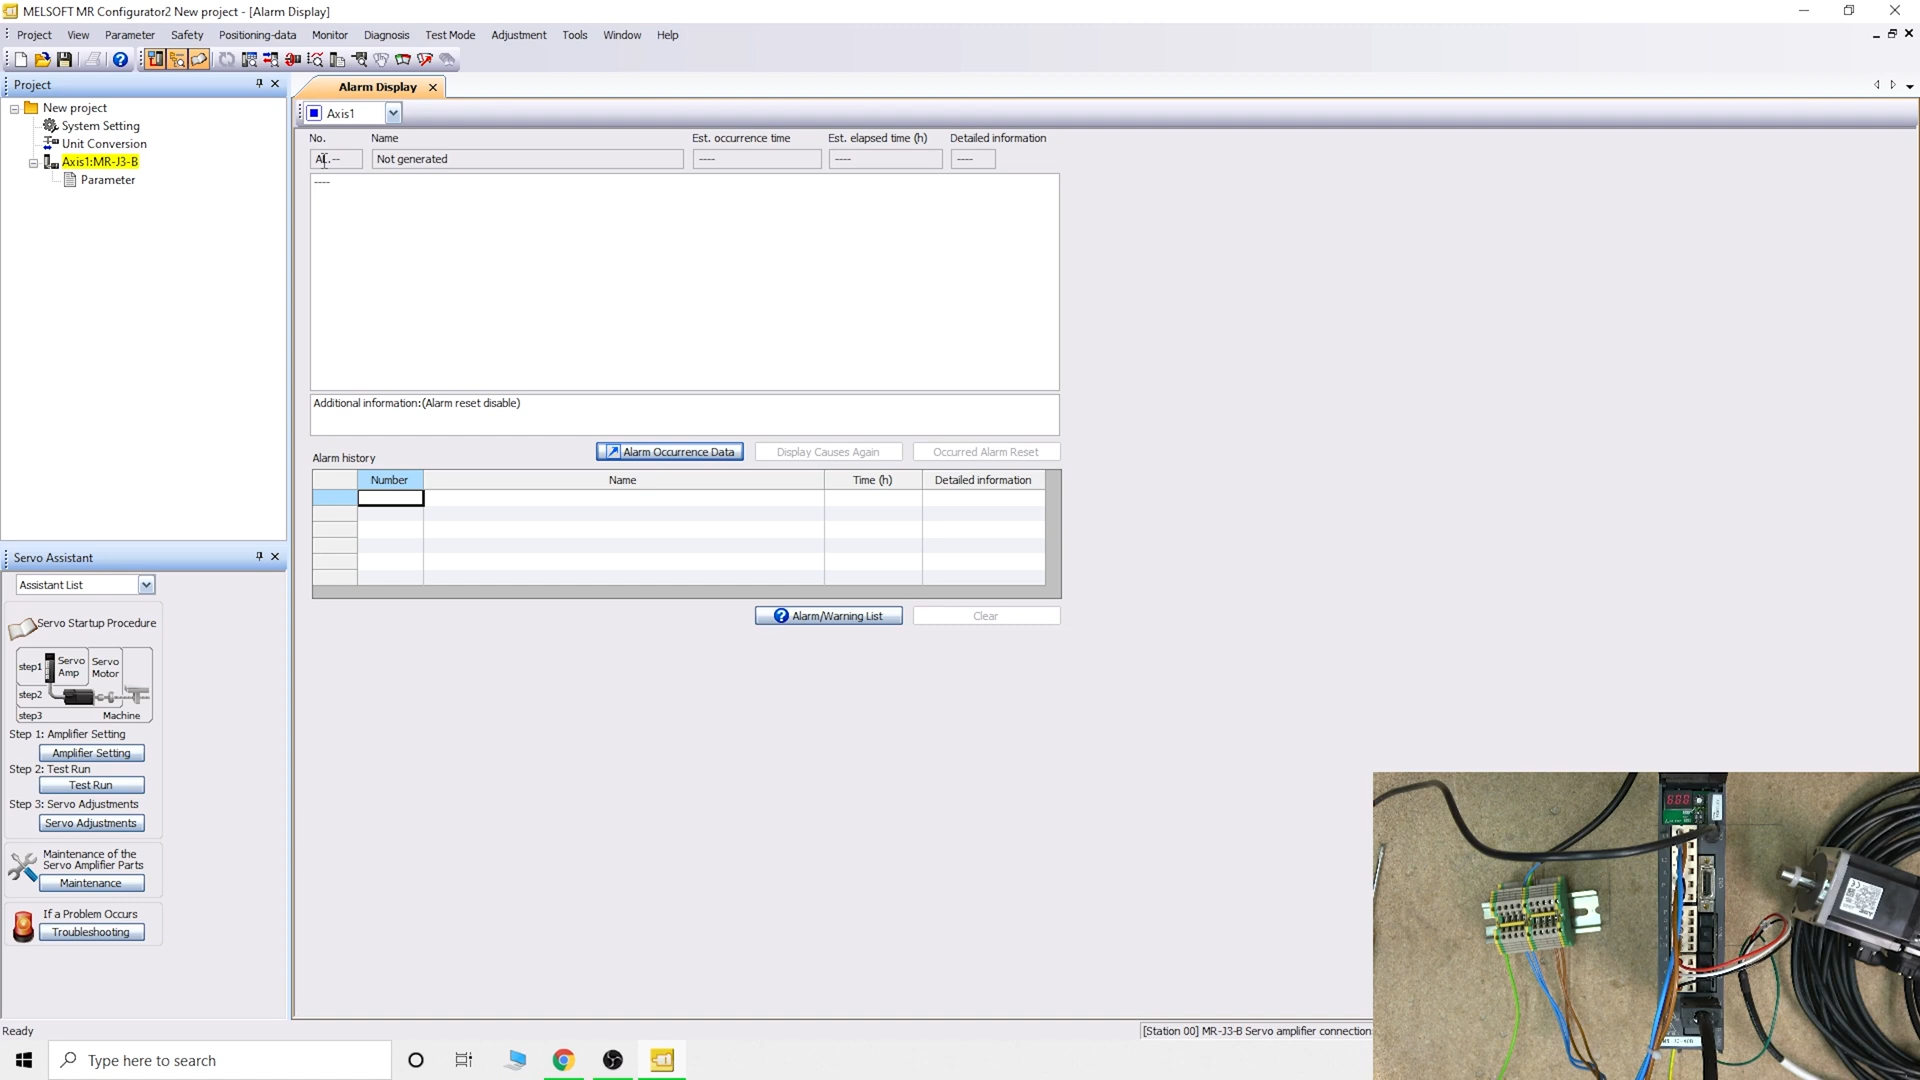 MELSOFT MR Configurator2 New project - [Alarm Display]
Project View Parameter Safety Positioning-data Monitor Diagnosis Test Mode Adjustment Tools Window Help
Project
Alarm Display
New project
System Setting
Unit Conversion
Axis1:MR-J3-B
Parameter
Axis1
No. Name Est. occurrence time Est. elapsed time (h) Detailed information
AL.-- Not generated ---- ---- ----
----
Additional information:(Alarm reset disable)
Alarm Occurrence Data Display Causes Again Occurred Alarm Reset
Alarm history
Number Name Time (h) Detailed information
Alarm/Warning List Clear
Servo Assistant
Assistant List
Servo Startup Procedure
step1 Servo Amp Servo Motor
step2
step3 Machine
Step 1: Amplifier Setting
Amplifier Setting
Step 2: Test Run
Test Run
Step 3: Servo Adjustments
Servo Adjustments
Maintenance of the
Servo Amplifier Parts
Maintenance
If a Problem Occurs
Troubleshooting
Ready
[Station 00] MR-J3-B Servo amplifier connection
Type here to search